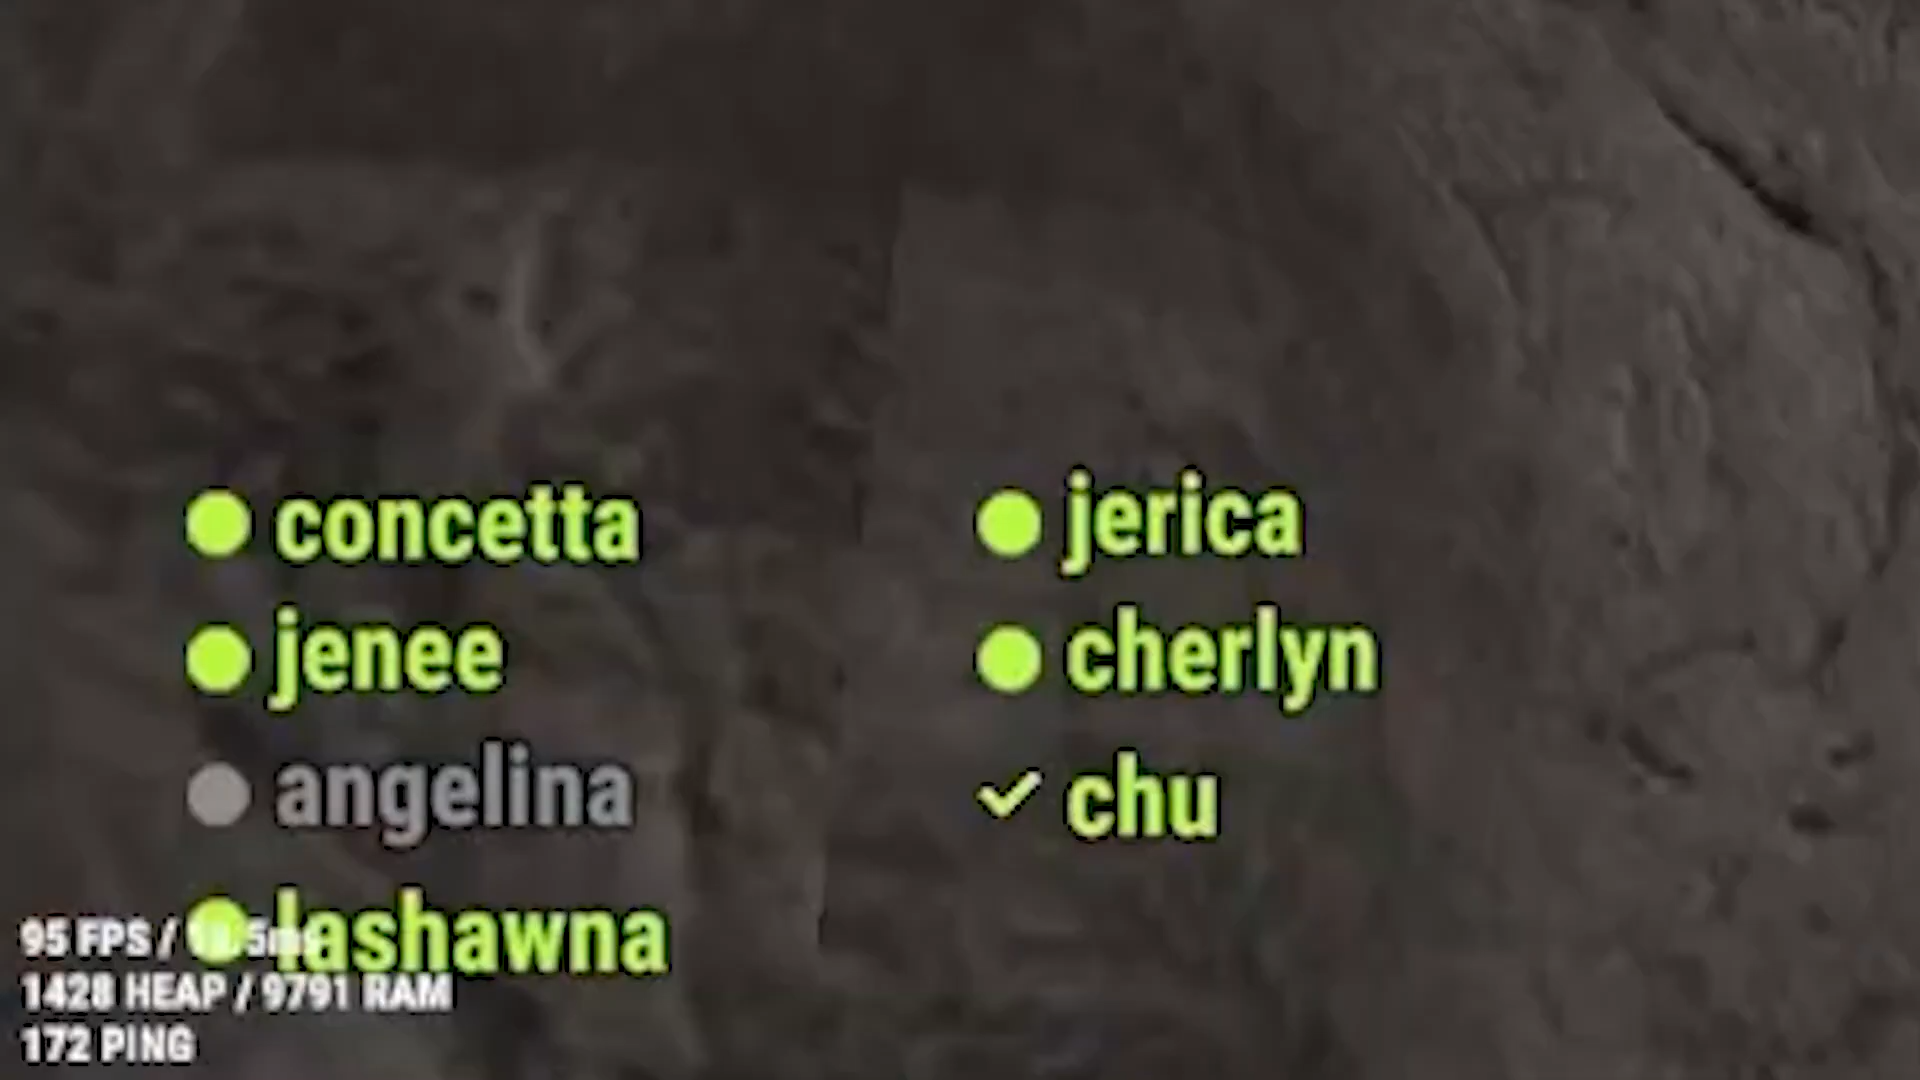 concetta
jerica
jenee
cherlyn
angelina
chu
lashawna
95 FPS /
1428 HEAP / 9791 RAM
172 PING